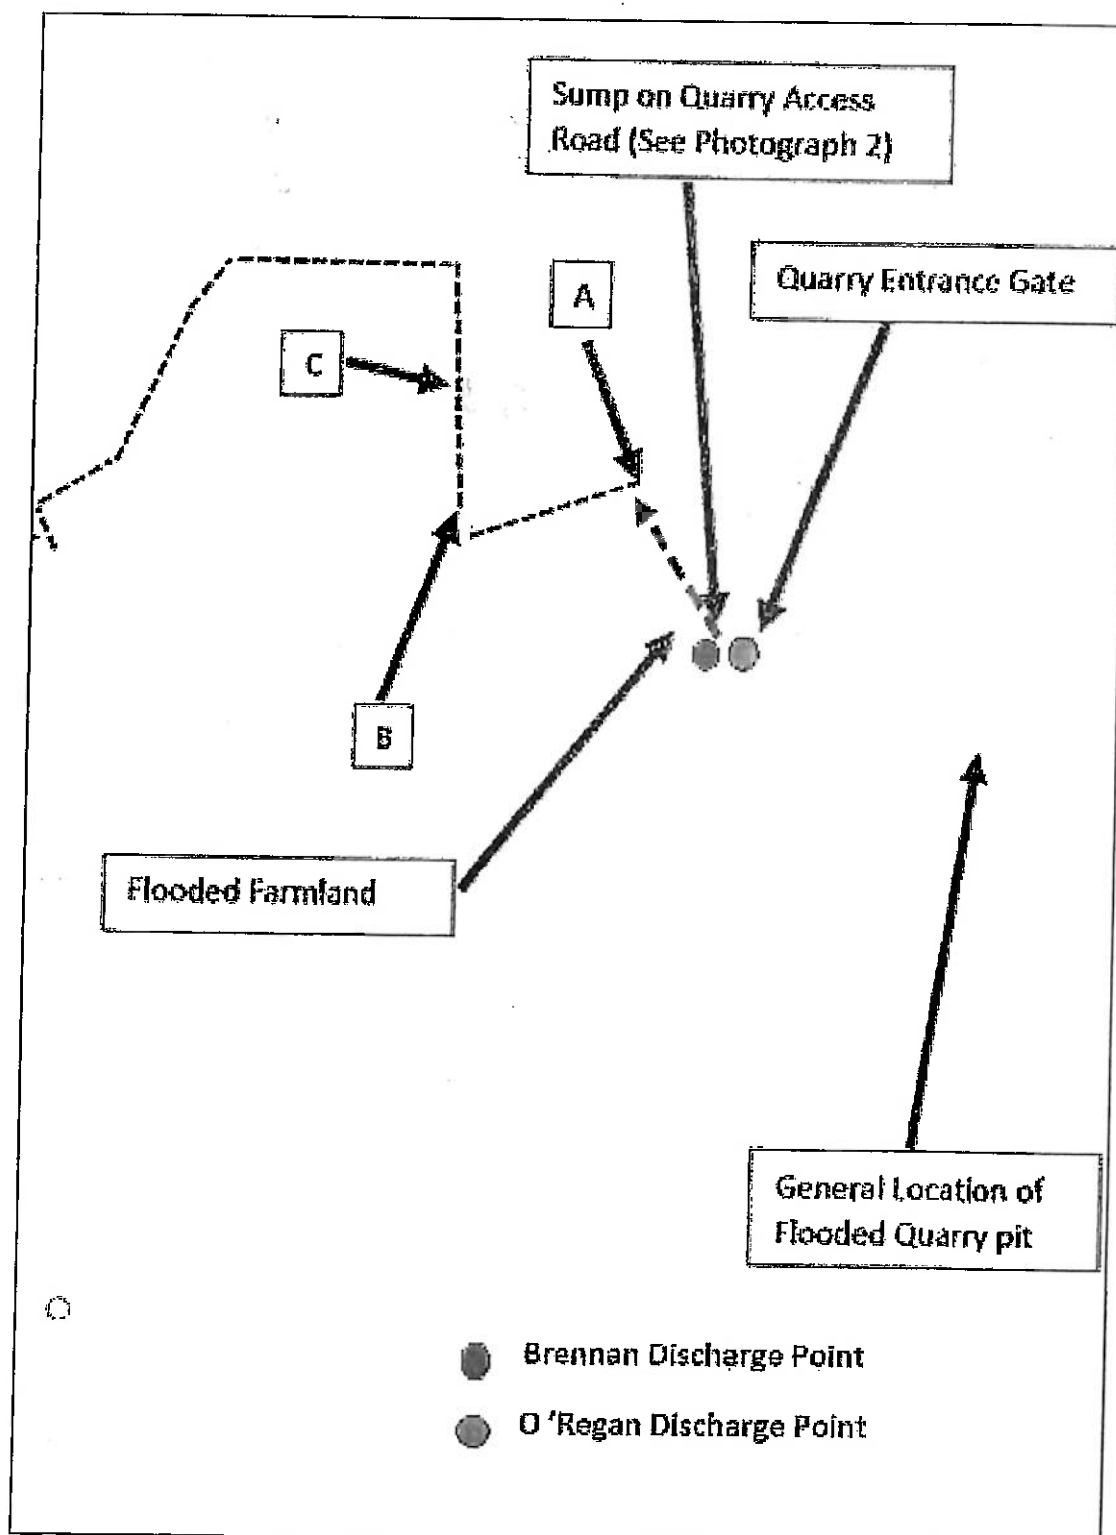 Sump on Quarry Access
Road (See Photograph 2)
Quarry Entrance Gate
A
C
B
Flooded Farmland
General Location of
Flooded Quarry pit
Brennan Discharge Point
O 'Regan Discharge Point